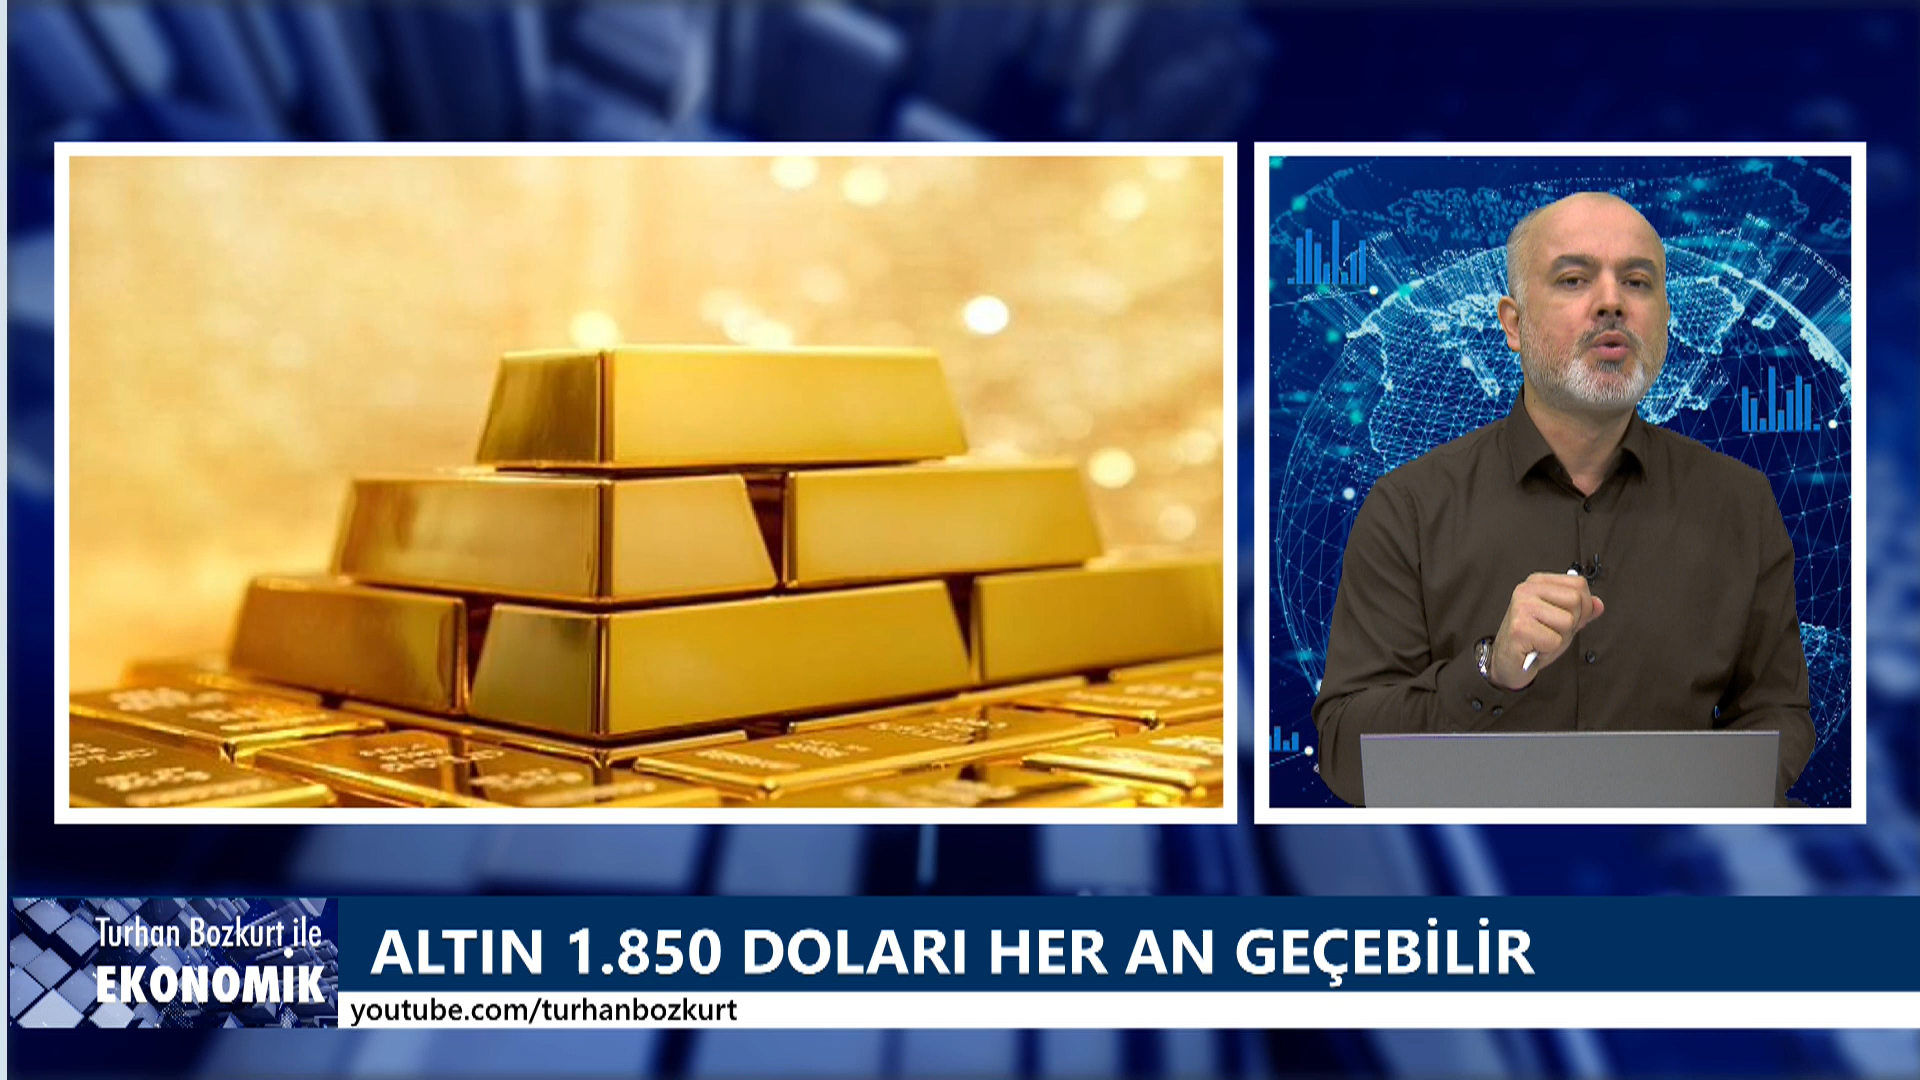 Turhan Bozkurt ile
EKONOMİK
ALTIN 1.850 DOLARI HER AN GEÇEBİLİR
youtube.com/turhanbozkurt